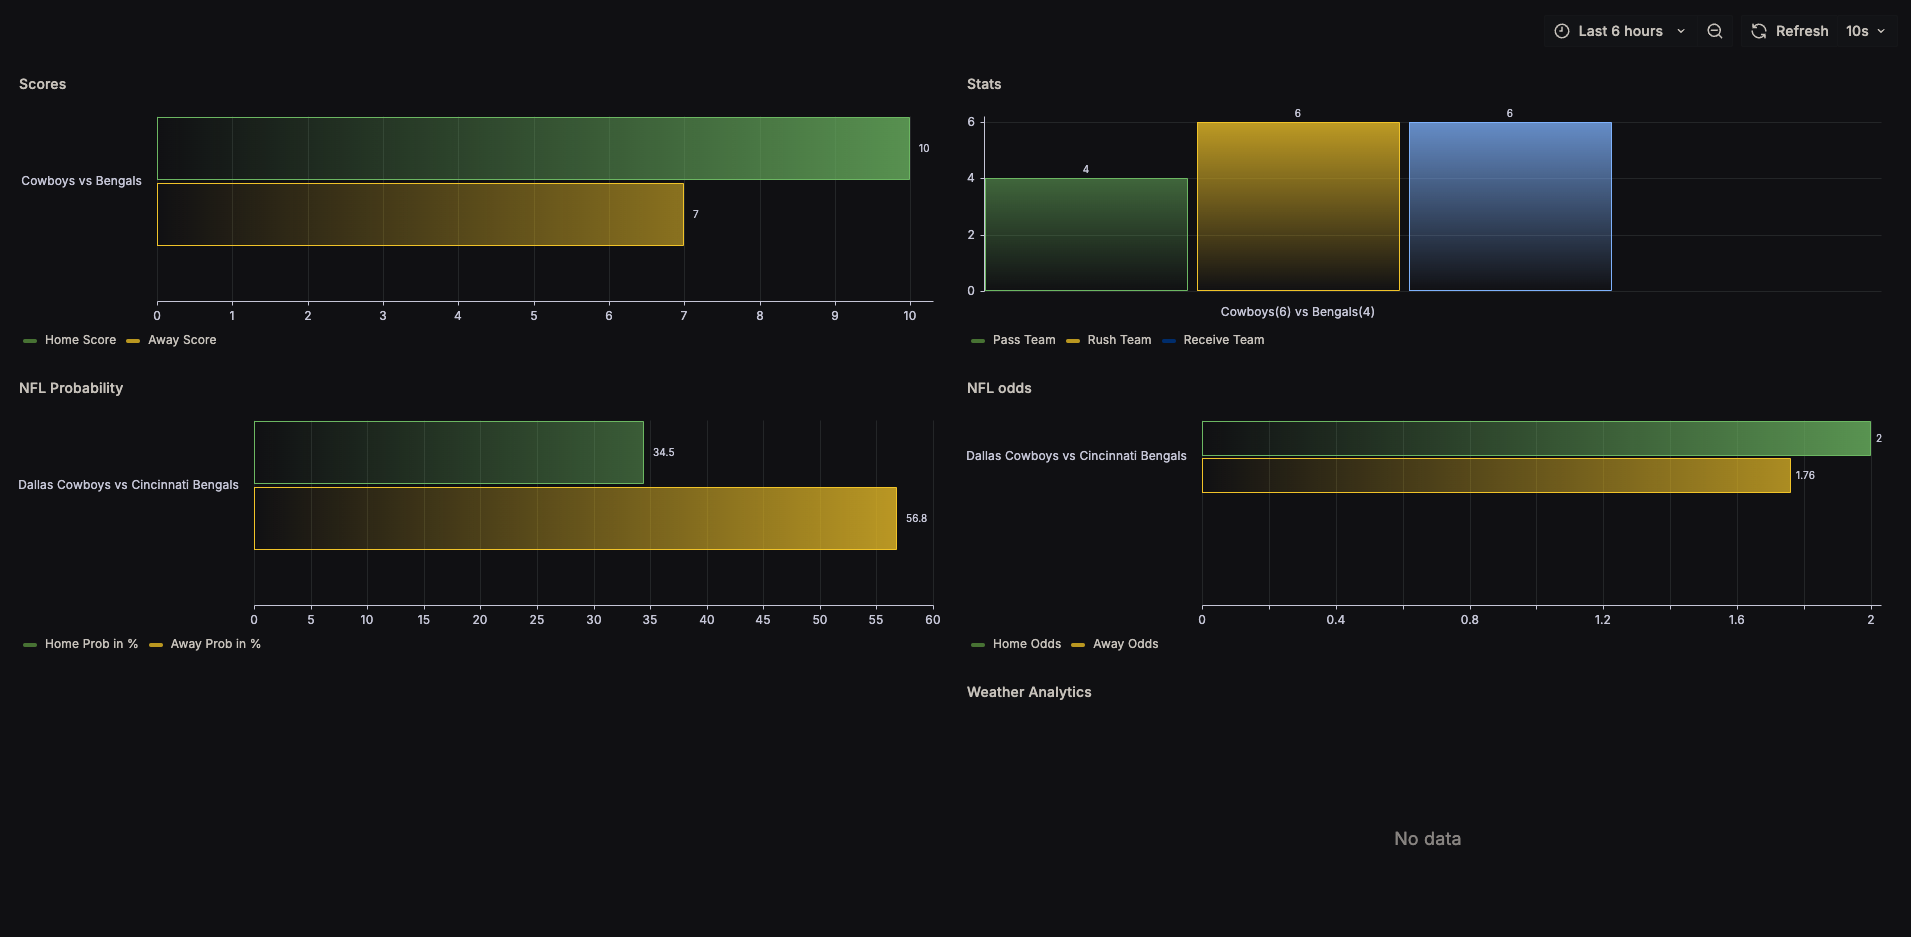 Last 6 hours
Refresh
10s
Scores
Cowboys vs Bengals
10
7
0 1 2 3 4 5 6 7 8 9 10
Home Score Away Score
Stats
6
4
2
0
4
6
6
Cowboys(6) vs Bengals(4)
Pass Team Rush Team Receive Team
NFL Probability
Dallas Cowboys vs Cincinnati Bengals
34.5
56.8
0 5 10 15 20 25 30 35 40 45 50 55 60
Home Prob in % Away Prob in %
NFL odds
Dallas Cowboys vs Cincinnati Bengals
2
1.76
0 0.4 0.8 1.2 1.6 2
Home Odds Away Odds
Weather Analytics
No data